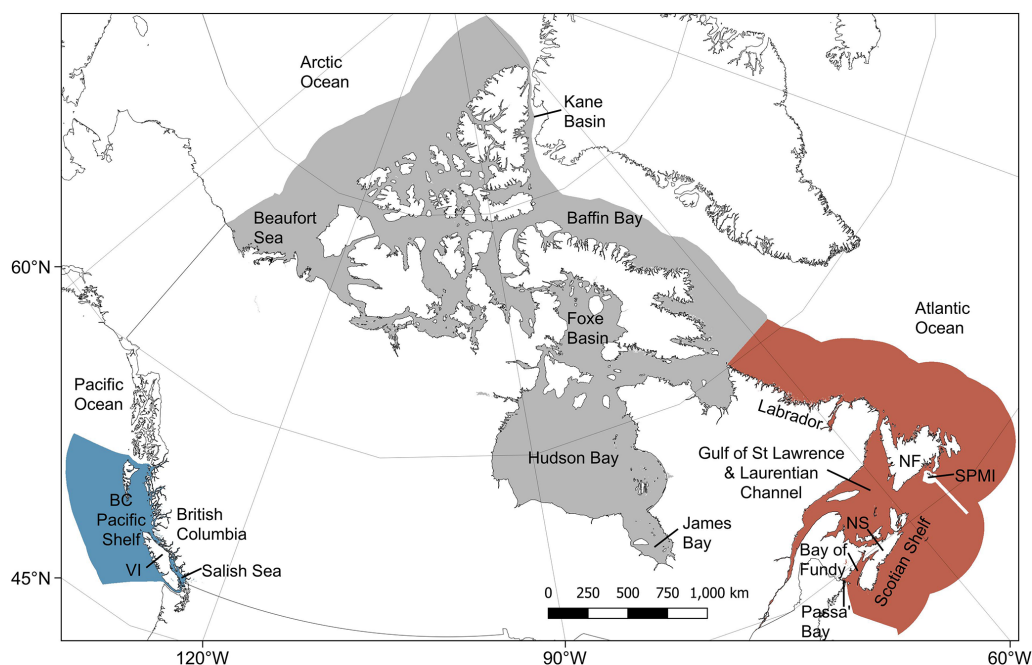 Arctic
Ocean
Kane
Basin
Beaufort
Sea
Baffin Bay
60°N
Foxe
Basin
Atlantic
Ocean
Pacific
Ocean
Labrador
Hudson Bay
Gulf of St Lawrence
& Laurentian
Channel
NF
SPMI
BC
Pacific
Shelf
British
Columbia
James
Bay
NS
Scotian Shelf
Bay of
Fundy
VI
Salish Sea
45°N
0 250 500 750 1,000 km
Passa'
Bay
120°W
90°W
60°W